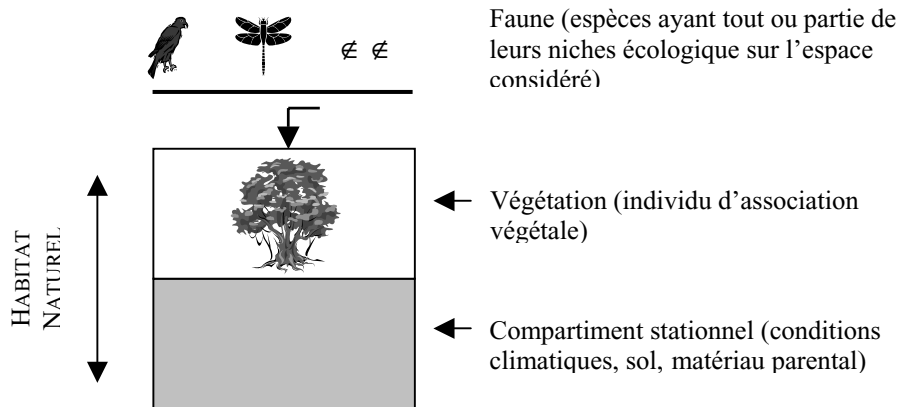 Faune (espèces ayant tout ou partie de
leurs niches écologique sur l'espace
considéré)
∉ ∉
HABITAT
NATUREL
Végétation (individu d'association
végétale)
Compartiment stationnel (conditions
climatiques, sol, matériau parental)